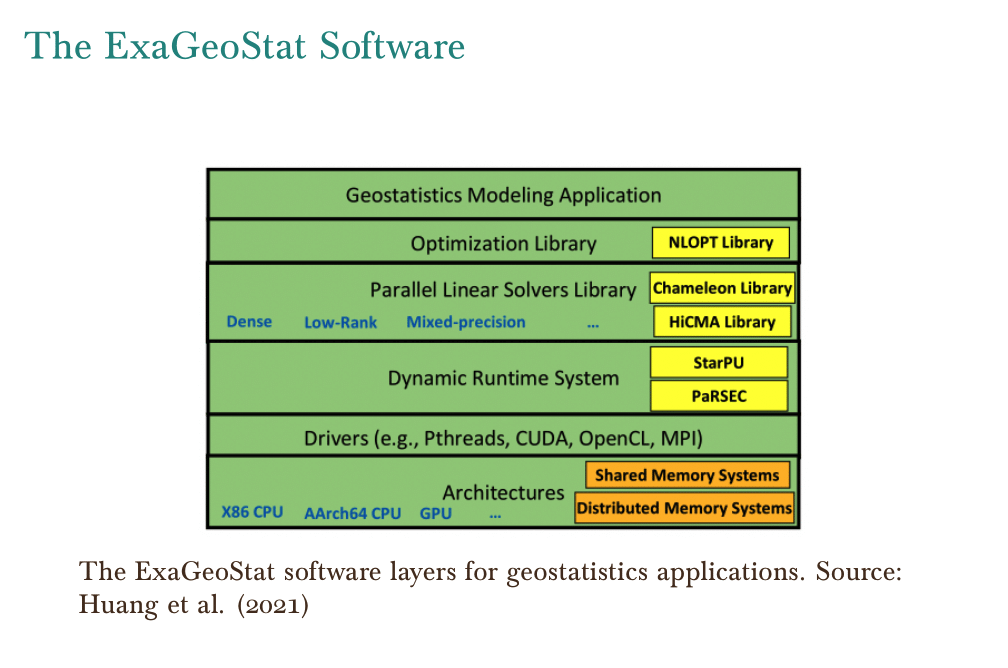 The ExaGeoStat Software
Geostatistics Modeling Application
Optimization Library
NLOPT Library
Parallel Linear Solvers Library
Chameleon Library
Dense Low-Rank Mixed-precision ...
HiCMA Library
Dynamic Runtime System
StarPU
PaRSEC
Drivers (e.g., Pthreads, CUDA, OpenCL, MPI)
Architectures
Shared Memory Systems
X86 CPU AArch64 CPU GPU ...
Distributed Memory Systems
The ExaGeoStat software layers for geostatistics applications. Source:
Huang et al. (2021)